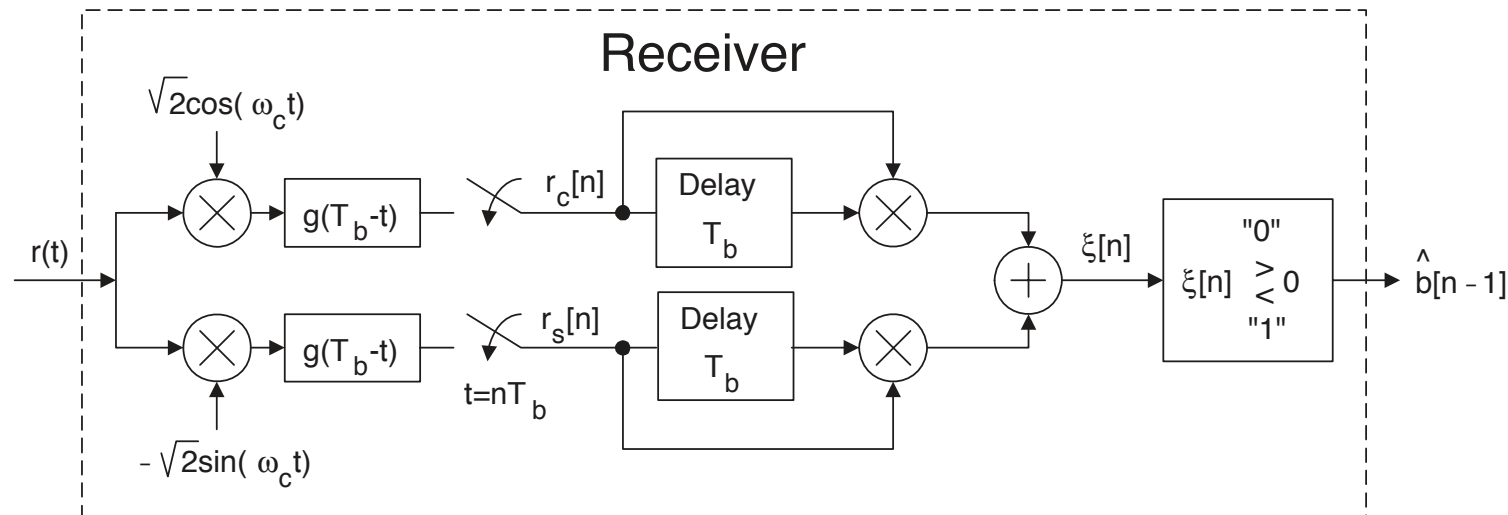 Receiver
√2cos( ω_c t)
r(t)
g(T_b-t)
r_c[n]
Delay
T_b
ξ[n]
"0"
ξ[n] > < 0
"1"
b̂[n - 1]
g(T_b-t)
r_s[n]
t=nT_b
Delay
T_b
- √2sin( ω_c t)